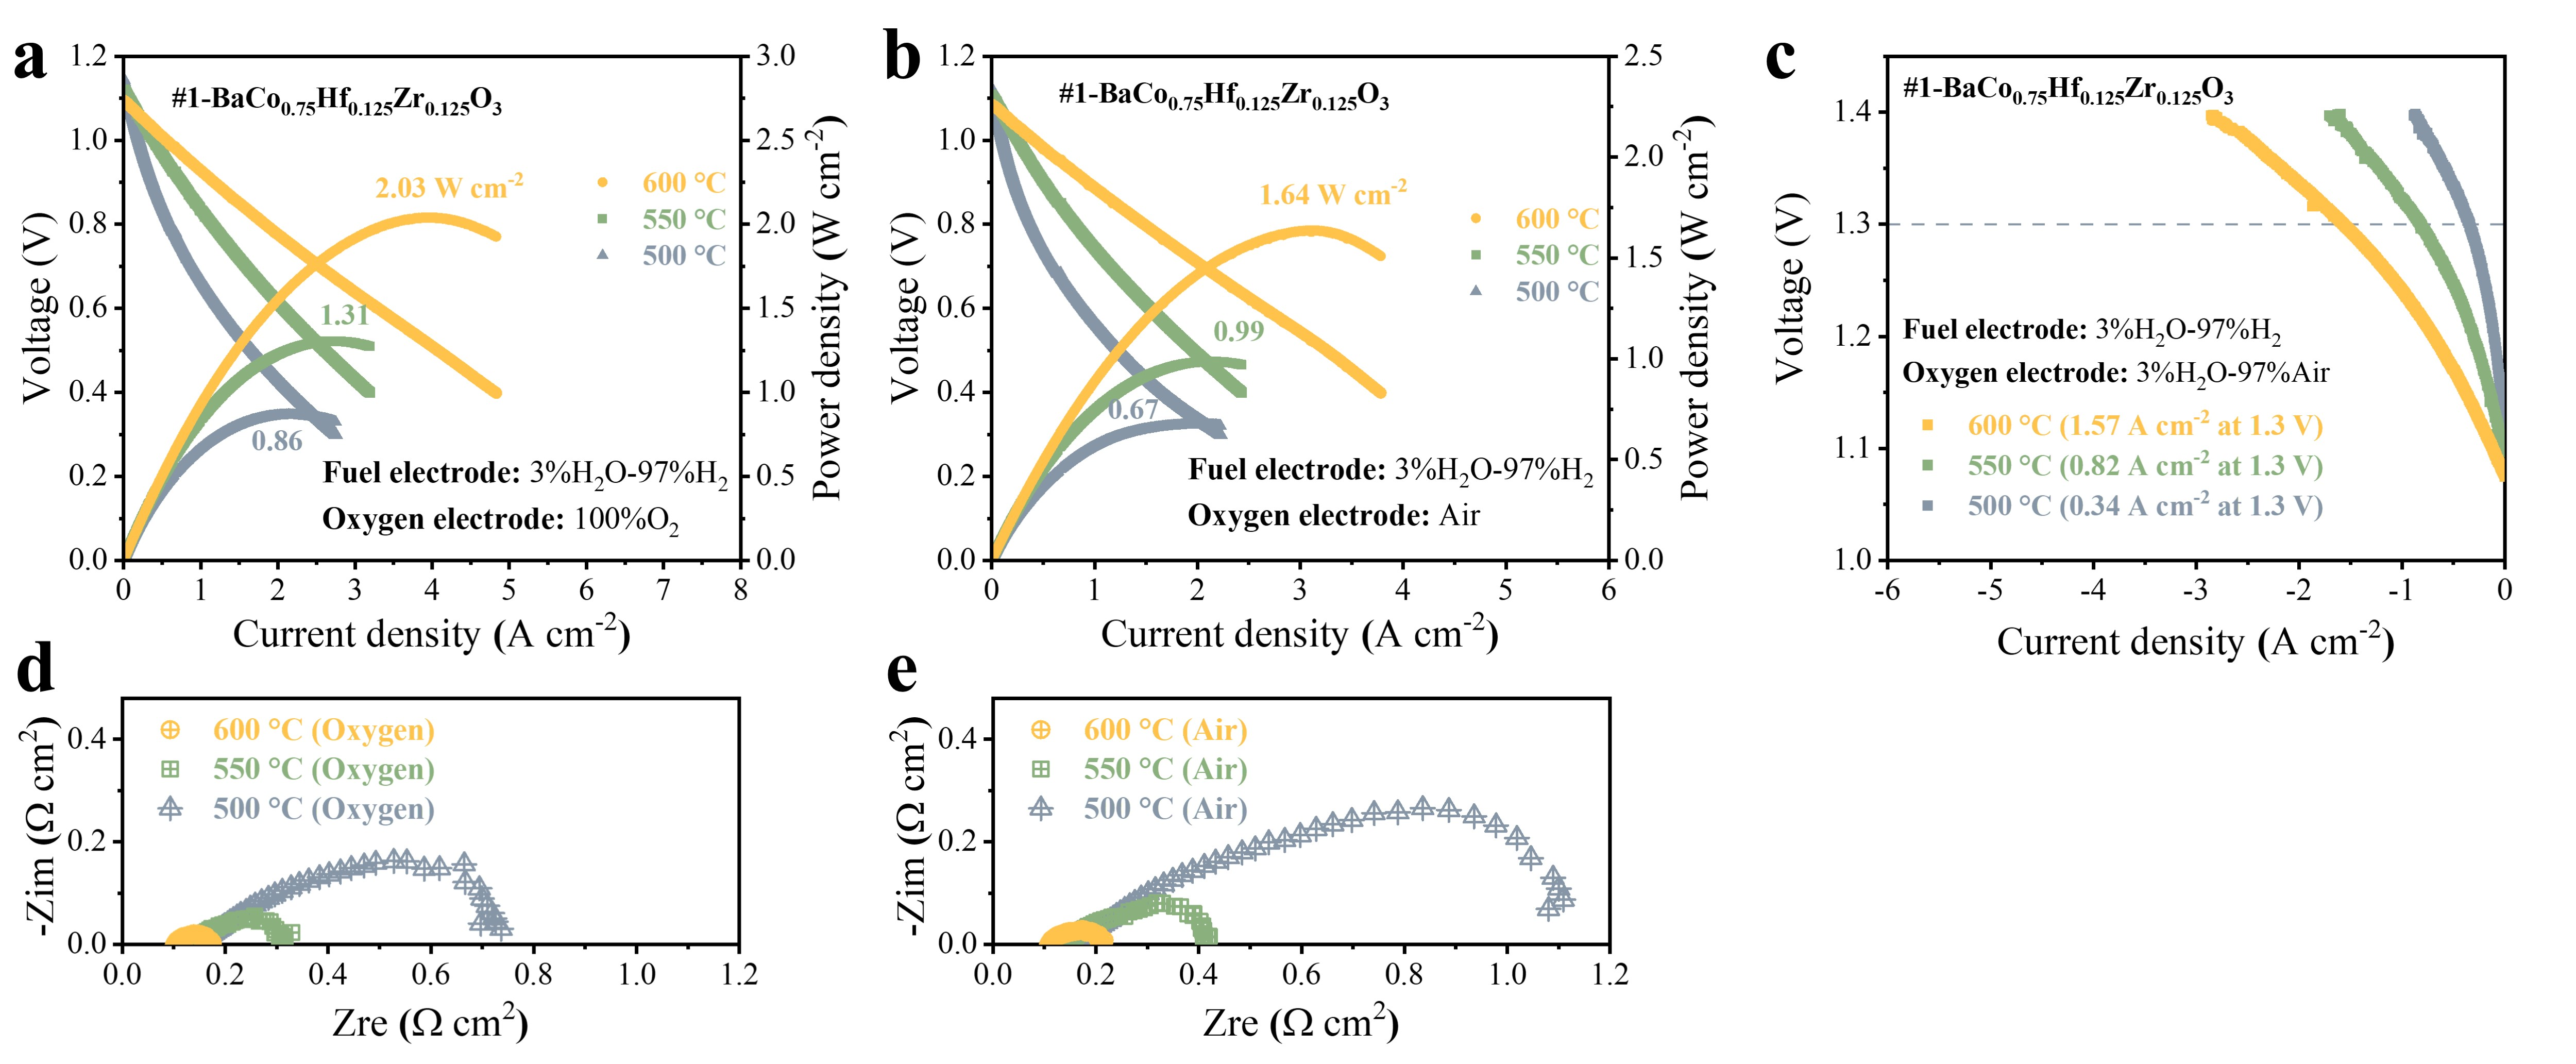 a
1.2
1.0
0.8
0.6
0.4
0.2
0.0
Voltage (V)
#1-BaCo0.75Hf0.125Zr0.125O3
2.03 W cm-2
1.31
0.86
600 °C
550 °C
500 °C
Fuel electrode: 3%H2O-97%H2
Oxygen electrode: 100%O2
3.0
2.5
2.0
1.5
1.0
0.5
0.0
Power density (W cm-2)
0 1 2 3 4 5 6 7 8
Current density (A cm-2)
b
1.2
1.0
0.8
0.6
0.4
0.2
0.0
Voltage (V)
#1-BaCo0.75Hf0.125Zr0.125O3
1.64 W cm-2
0.99
0.67
600 °C
550 °C
500 °C
Fuel electrode: 3%H2O-97%H2
Oxygen electrode: Air
2.5
2.0
1.5
1.0
0.5
0.0
Power density (W cm-2)
0 1 2 3 4 5 6
Current density (A cm-2)
c
1.4
1.3
1.2
1.1
1.0
Voltage (V)
#1-BaCo0.75Hf0.125Zr0.125O3
Fuel electrode: 3%H2O-97%H2
Oxygen electrode: 3%H2O-97%Air
600 °C (1.57 A cm-2 at 1.3 V)
550 °C (0.82 A cm-2 at 1.3 V)
500 °C (0.34 A cm-2 at 1.3 V)
-6 -5 -4 -3 -2 -1 0
Current density (A cm-2)
d
0.4
0.2
0.0
-Zim (Ω cm2)
600 °C (Oxygen)
550 °C (Oxygen)
500 °C (Oxygen)
0.0 0.2 0.4 0.6 0.8 1.0 1.2
Zre (Ω cm2)
e
0.4
0.2
0.0
-Zim (Ω cm2)
600 °C (Air)
550 °C (Air)
500 °C (Air)
0.0 0.2 0.4 0.6 0.8 1.0 1.2
Zre (Ω cm2)